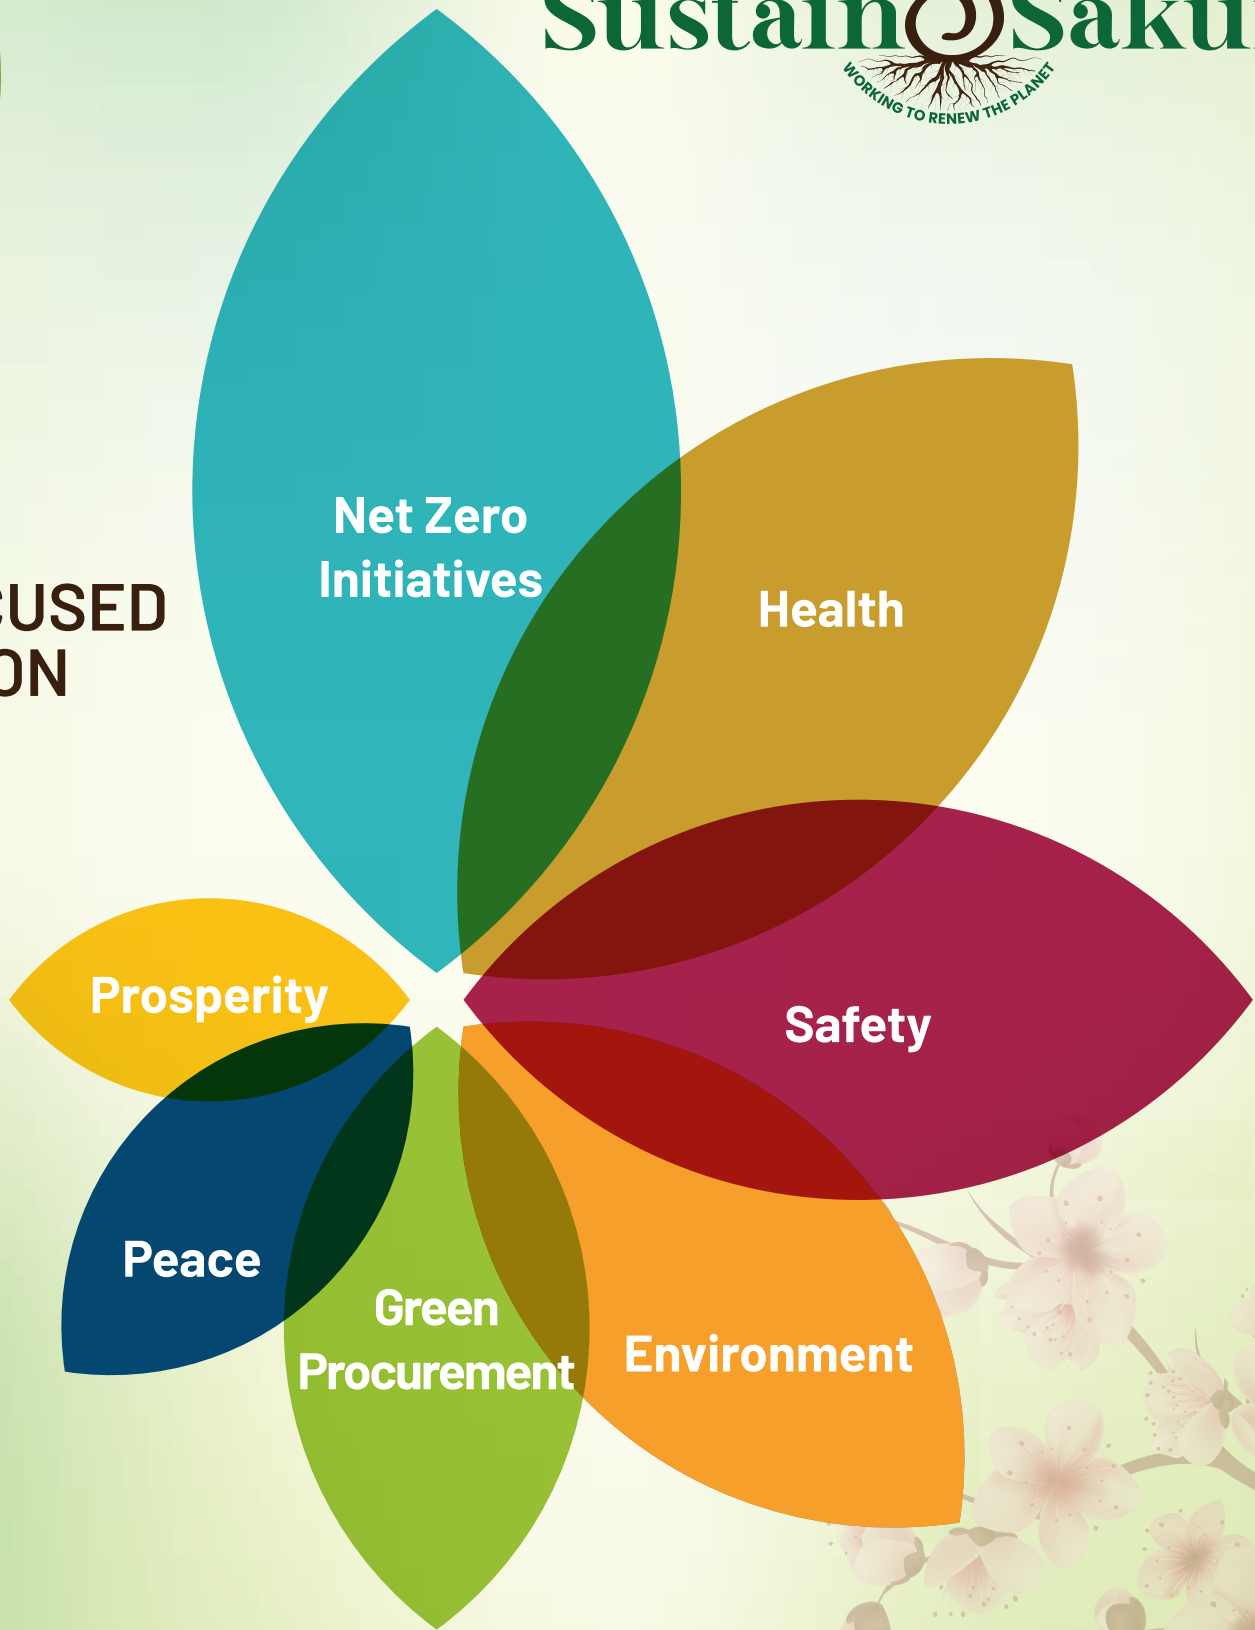 Sustain Saku
WORKING TO RENEW THE PLANET
Net Zero
Initiatives
Health
CUSED
ON
Prosperity
Safety
Peace
Green
Procurement
Environment